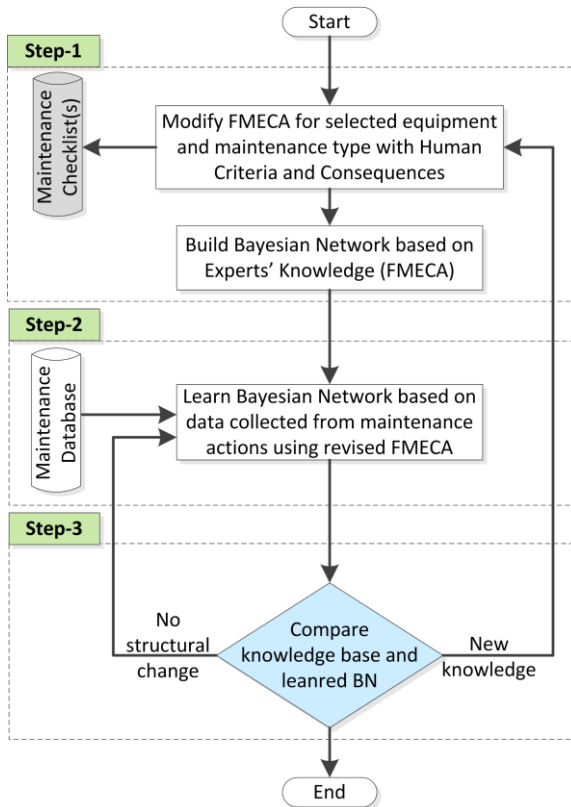 Start
Step-1
Maintenance
Checklist(s)
Modify FMECA for selected equipment
and maintenance type with Human
Criteria and Consequences
Build Bayesian Network based on
Experts’ Knowledge (FMECA)
Step-2
Maintenance
Database
Learn Bayesian Network based on
data collected from maintenance
actions using revised FMECA
Step-3
No
structural
change
Compare
knowledge base and
leanred BN
New
knowledge
End